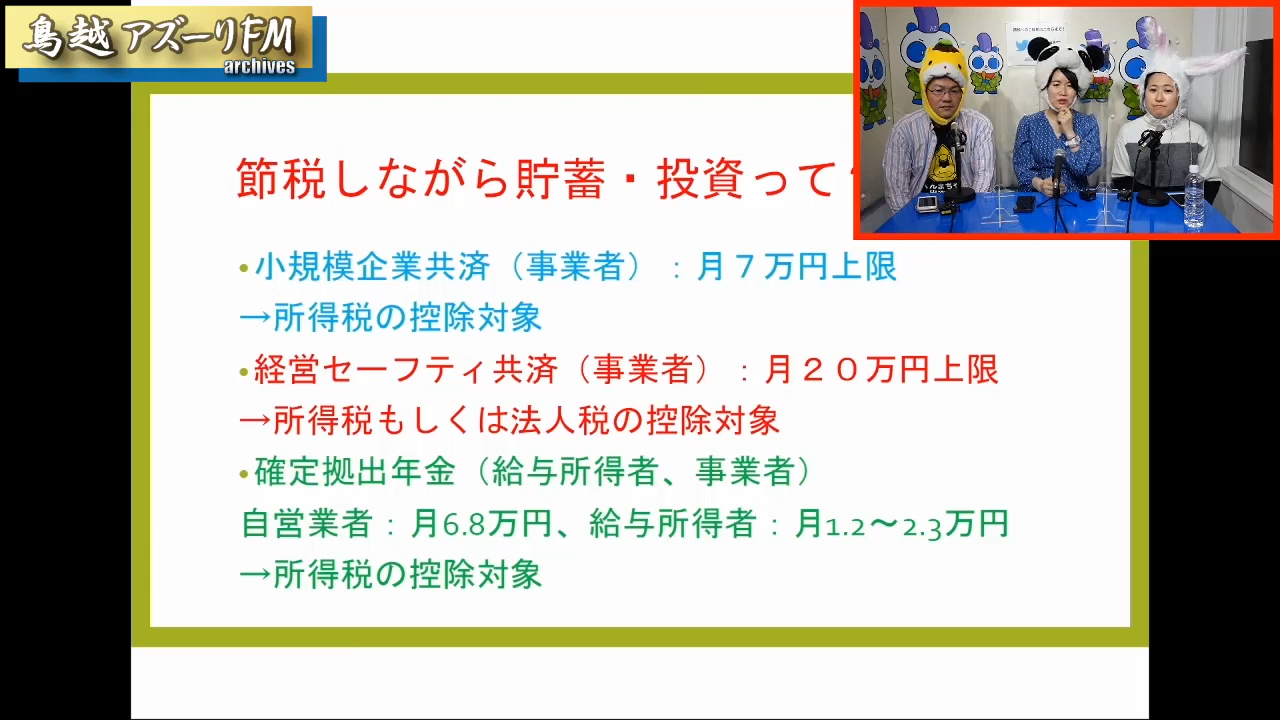 鳥越アズーリFM
archives
節税しながら貯蓄・投資って
•小規模企業共済（事業者）：月７万円上限
→所得税の控除対象
•経営セーフティ共済（事業者）：月２０万円上限
→所得税もしくは法人税の控除対象
•確定拠出年金（給与所得者、事業者）
自営業者：月6.8万円、給与所得者：月1.2～2.3万円
→所得税の控除対象